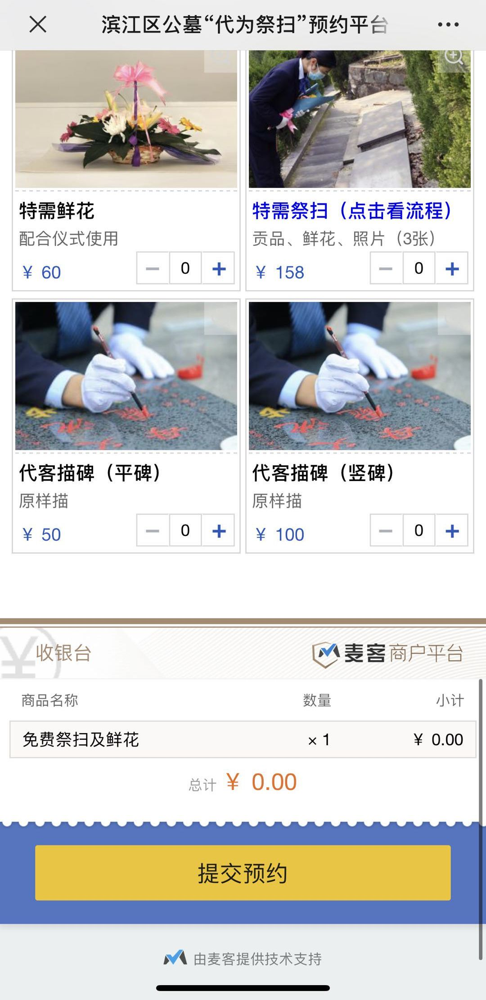 滨江区公墓“代为祭扫”预约平台
特需鲜花
配合仪式使用
¥ 60
0
特需祭扫（点击看流程）
贡品、鲜花、照片（3张）
¥ 158
0
代客描碑（平碑）
原样描
¥ 50
0
代客描碑（竖碑）
原样描
¥ 100
0
收银台
麦客商户平台
商品名称 数量 小计
免费祭扫及鲜花 × 1 ¥ 0.00
总计 ¥ 0.00
提交预约
由麦客提供技术支持